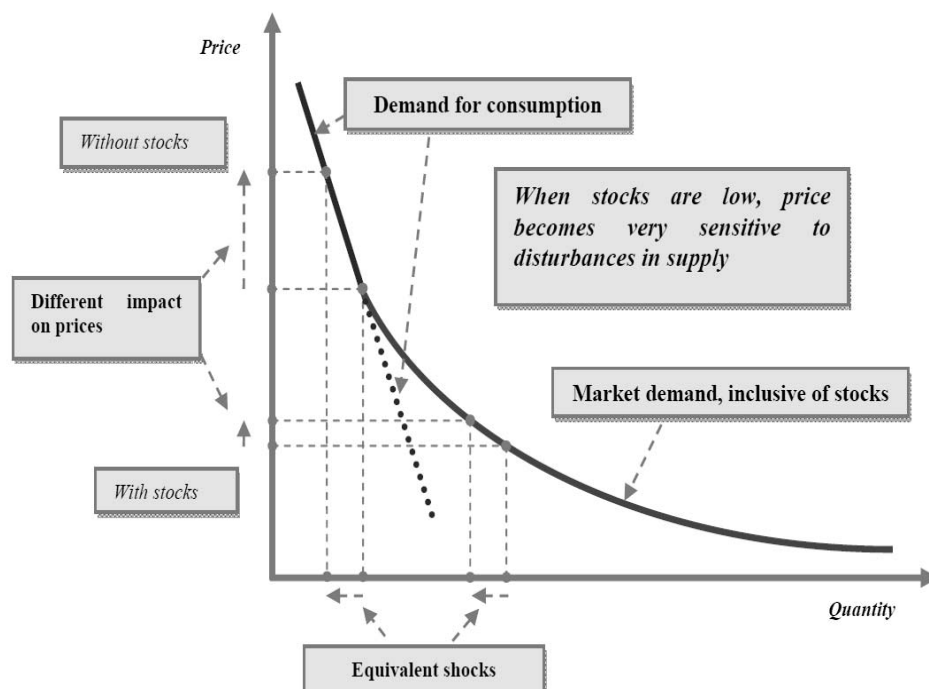 Price
Demand for consumption
Without stocks
When stocks are low, price
becomes very sensitive to
disturbances in supply
Different impact
on prices
Market demand, inclusive of stocks
With stocks
Quantity
Equivalent shocks